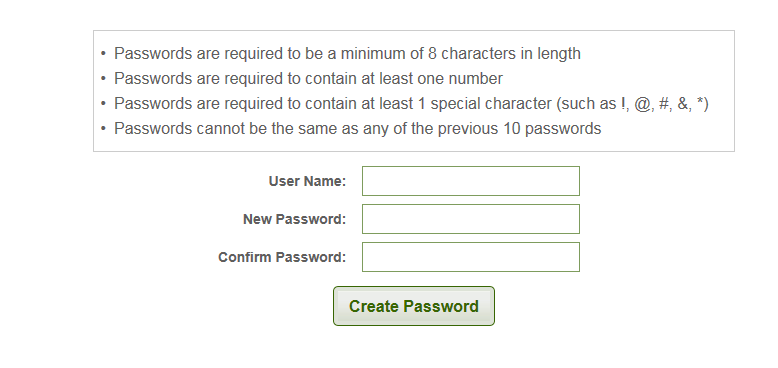 • Passwords are required to be a minimum of 8 characters in length
• Passwords are required to contain at least one number
• Passwords are required to contain at least 1 special character (such as !, @, #, &, *)
• Passwords cannot be the same as any of the previous 10 passwords
User Name:
New Password:
Confirm Password:
Create Password